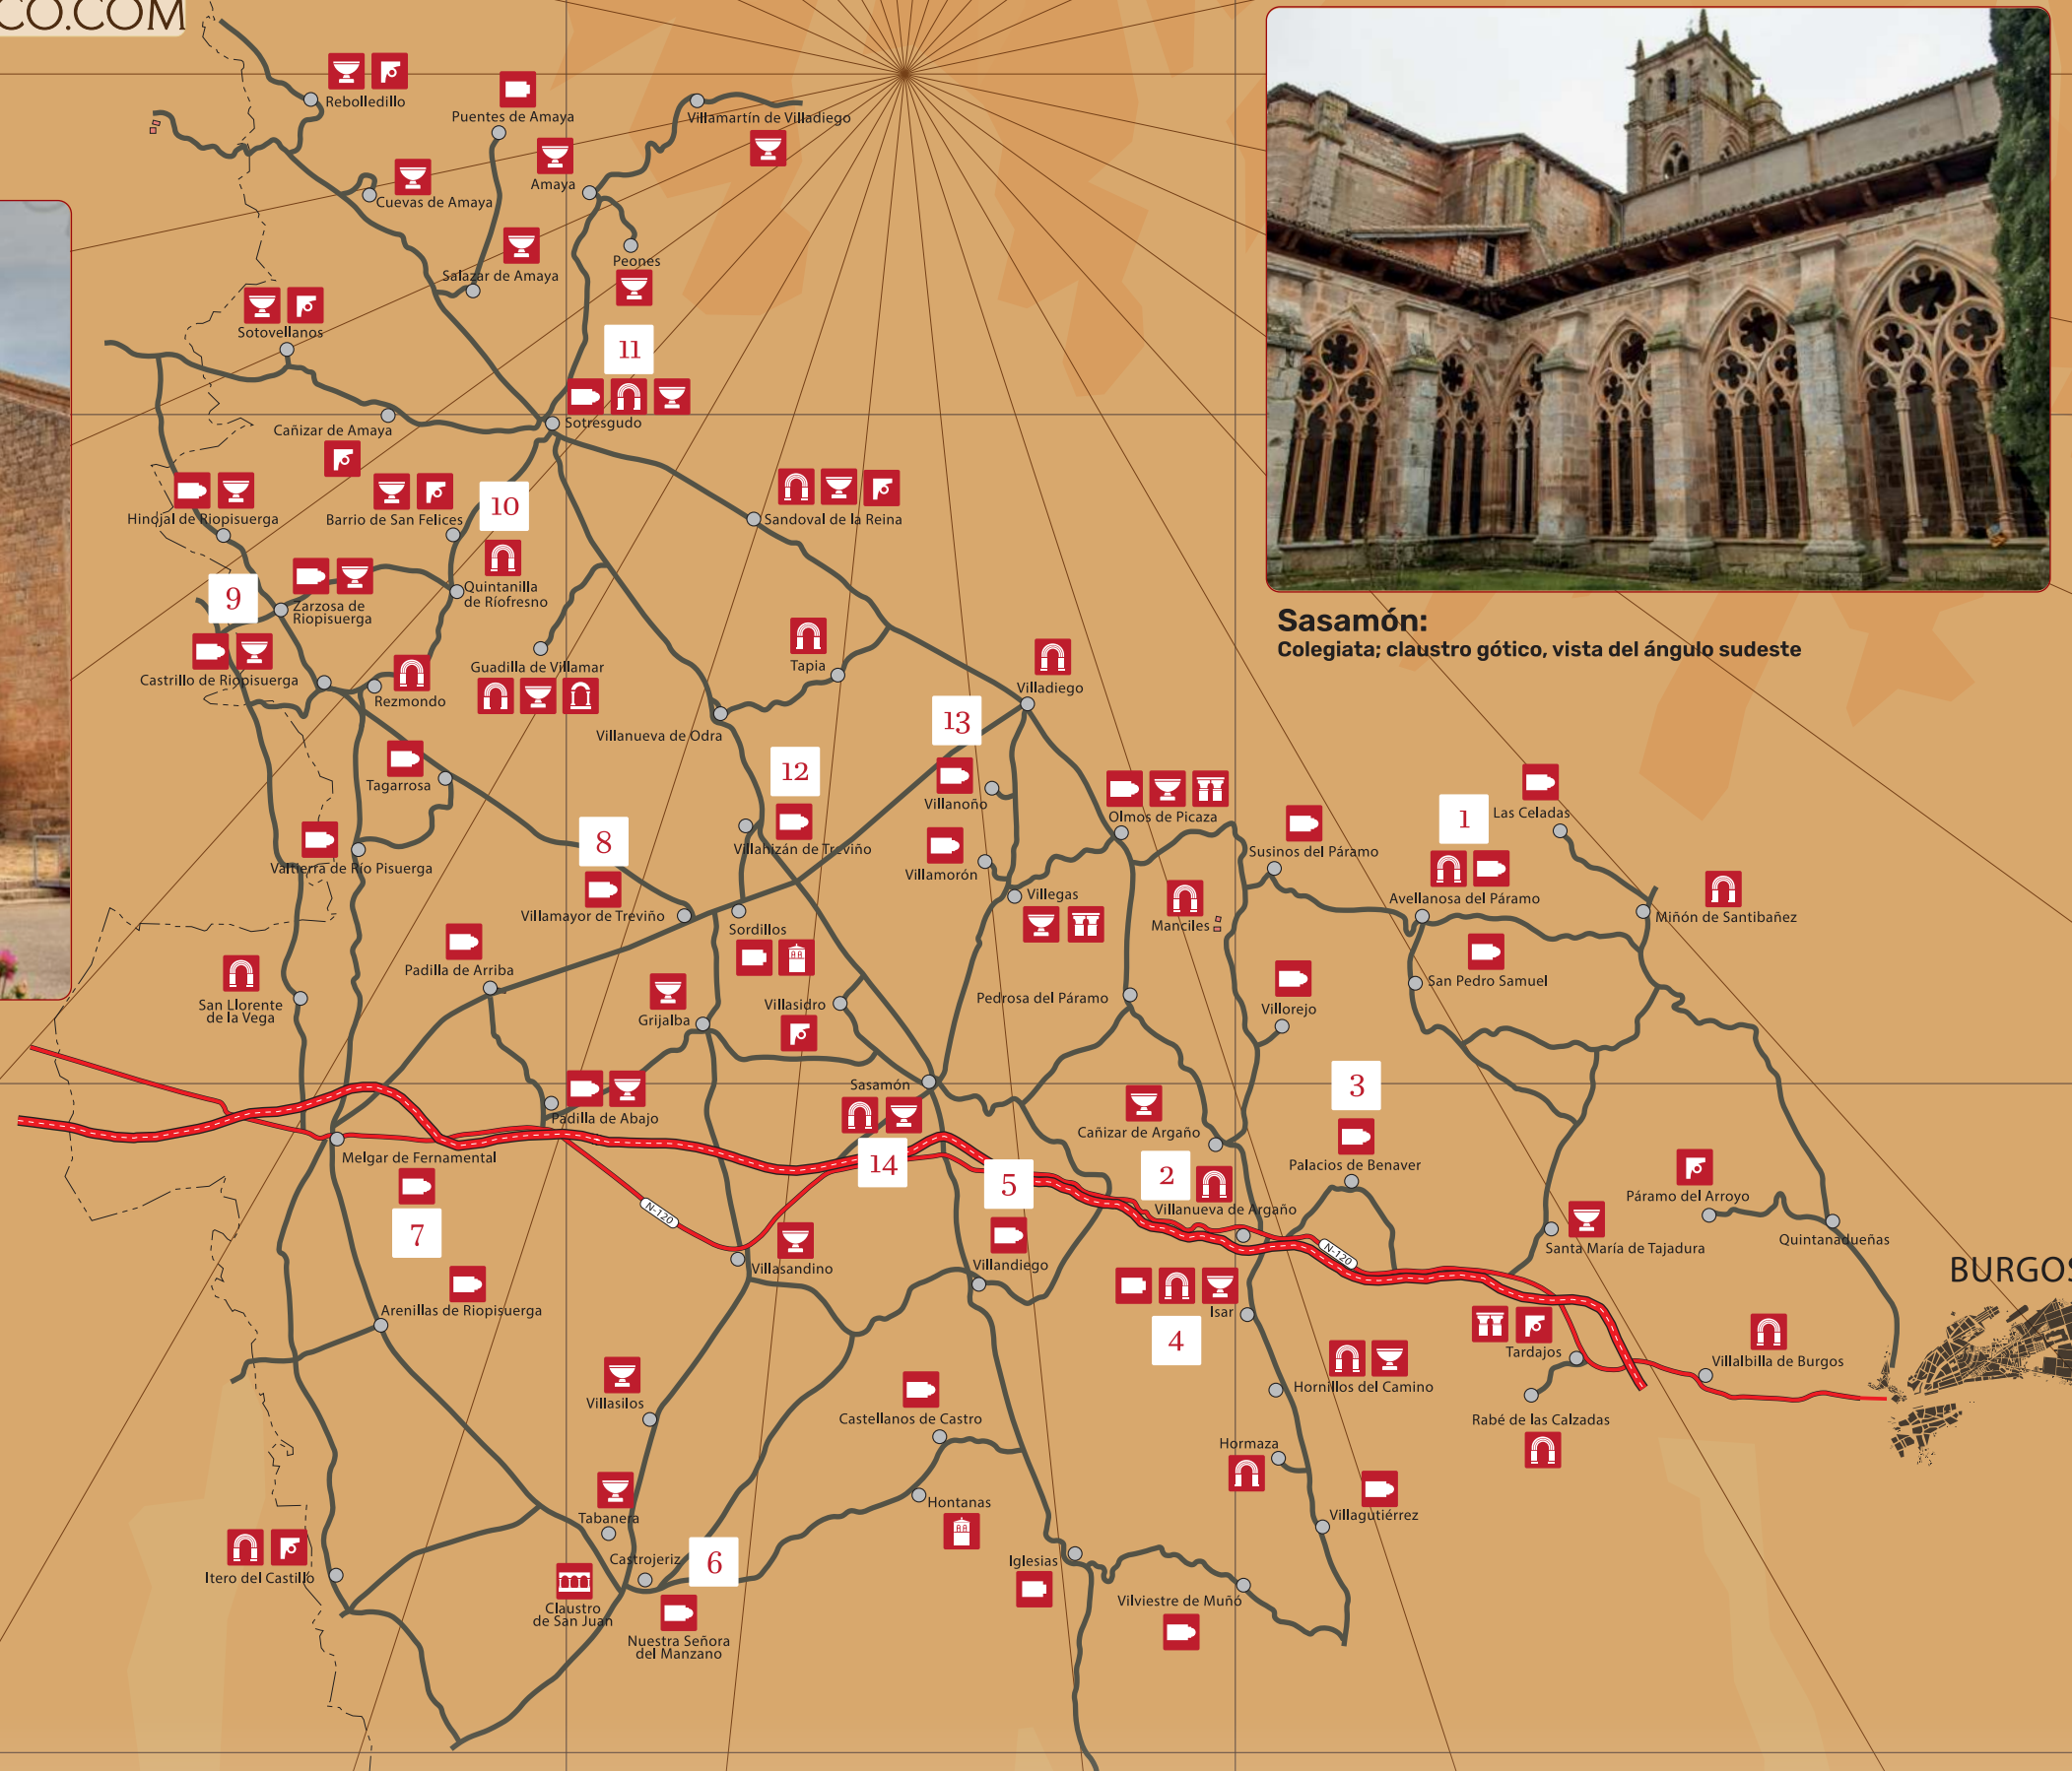 CO.COM
Rebolledillo
Puentes de Amaya
Villamartín de Villadiego
Amaya
Cuevas de Amaya
Peones
Salazar de Amaya
Sotovellanos
11
Sotresgudo
Cañizar de Amaya
Hinojal de Riopisuerga
Barrio de San Felices
10
Sandoval de la Reina
Quintanilla
de Ríofresno
9
Zarzosa de
Riopisuerga
Sasamón:
Colegiata; claustro gótico, vista del ángulo sudeste
Castrillo de Riopisuerga
Rezmondo
Guadilla de Villamar
Tapia
Villadiego
13
Villanueva de Odra
12
Tagarrosa
Villanoño
Olmos de Picaza
1
Las Celadas
8
Villahizán de Treviño
Susinos del Páramo
Valtierra de Río Pisuerga
Villamorón
Villegas
Avellanosa del Páramo
Miñón de Santibañez
Villamayor de Treviño
Sordillos
Manciles
Padilla de Arriba
San Pedro Samuel
San Llorente
de la Vega
Villasidro
Pedrosa del Páramo
Villorejo
Grijalba
Sasamón
3
Padilla de Abajo
Cañizar de Argaño
Melgar de Fernamental
14
5
2
Palacios de Benaver
Páramo del Arroyo
7
N-120
Villanueva de Argaño
N-120
Villasandino
Villandiego
Santa María de Tajadura
Quintanadueñas
BURGOS
Arenillas de Riopisuerga
Isar
4
Tardajos
Villalbilla de Burgos
Villasilos
Castellanos de Castro
Hornillos del Camino
Rabé de las Calzadas
Hormaza
Hontanas
Villagutiérrez
Tabanera
Castrojeriz
6
Iglesias
Itero del Castillo
Claustro
de San Juan
Vilviestre de Muñó
Nuestra Señora
del Manzano